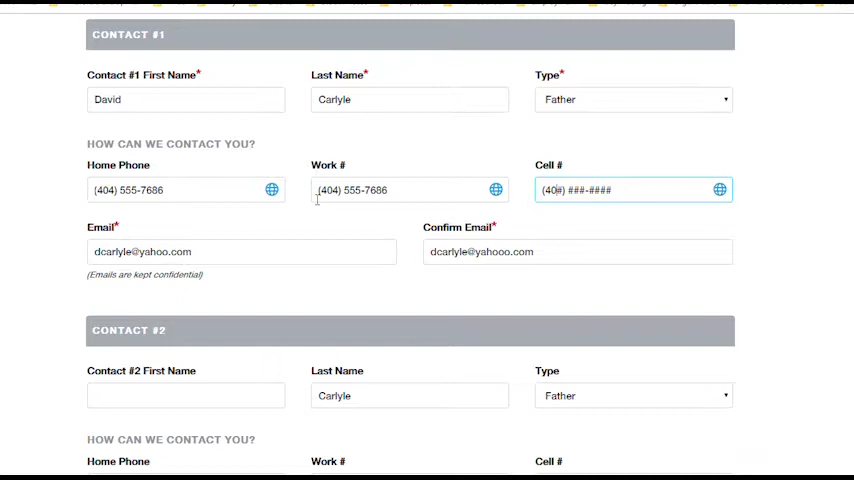 CONTACT #1
Contact #1 First Name* Last Name* Type*
David Carlyle Father
HOW CAN WE CONTACT YOU?
Home Phone Work # Cell #
(404) 555-7686 (404) 555-7686 (40#) ###-####
Email* Confirm Email*
dcarlyle@yahoo.com dcarlyle@yahooo.com
(Emails are kept confidential)
CONTACT #2
Contact #2 First Name Last Name Type
Carlyle Father
HOW CAN WE CONTACT YOU?
Home Phone Work # Cell #